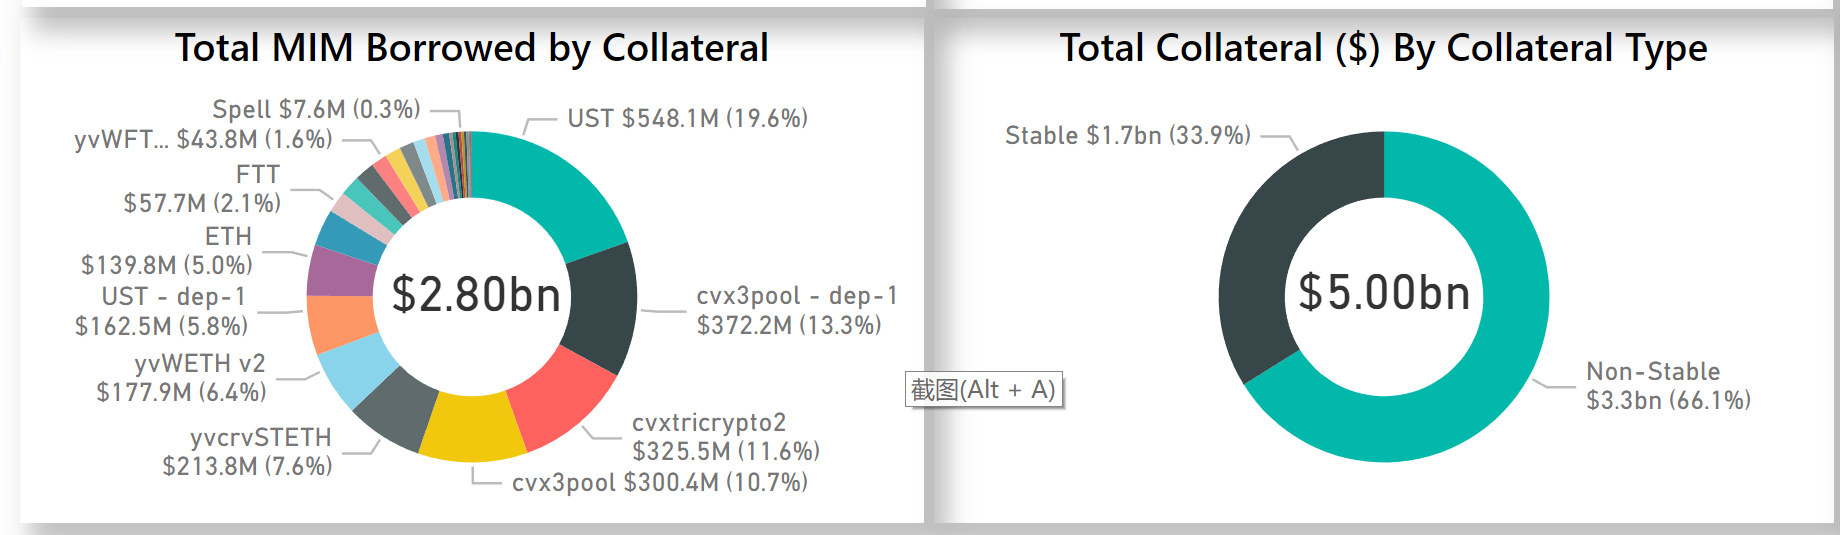 Total MIM Borrowed by Collateral
Spell $7.6M (0.3%)
UST $548.1M (19.6%)
yvWFT... $43.8M (1.6%)
FTT
$57.7M (2.1%)
ETH
$139.8M (5.0%)
UST - dep-1
$162.5M (5.8%)
yvWETH v2
$177.9M (6.4%)
yvcrvSTETH
$213.8M (7.6%)
$2.80bn
cvx3pool - dep-1
$372.2M (13.3%)
cvxtricrypto2
$325.5M (11.6%)
cvx3pool $300.4M (10.7%)
截图(Alt + A)
Total Collateral ($) By Collateral Type
Stable $1.7bn (33.9%)
$5.00bn
Non-Stable
$3.3bn (66.1%)